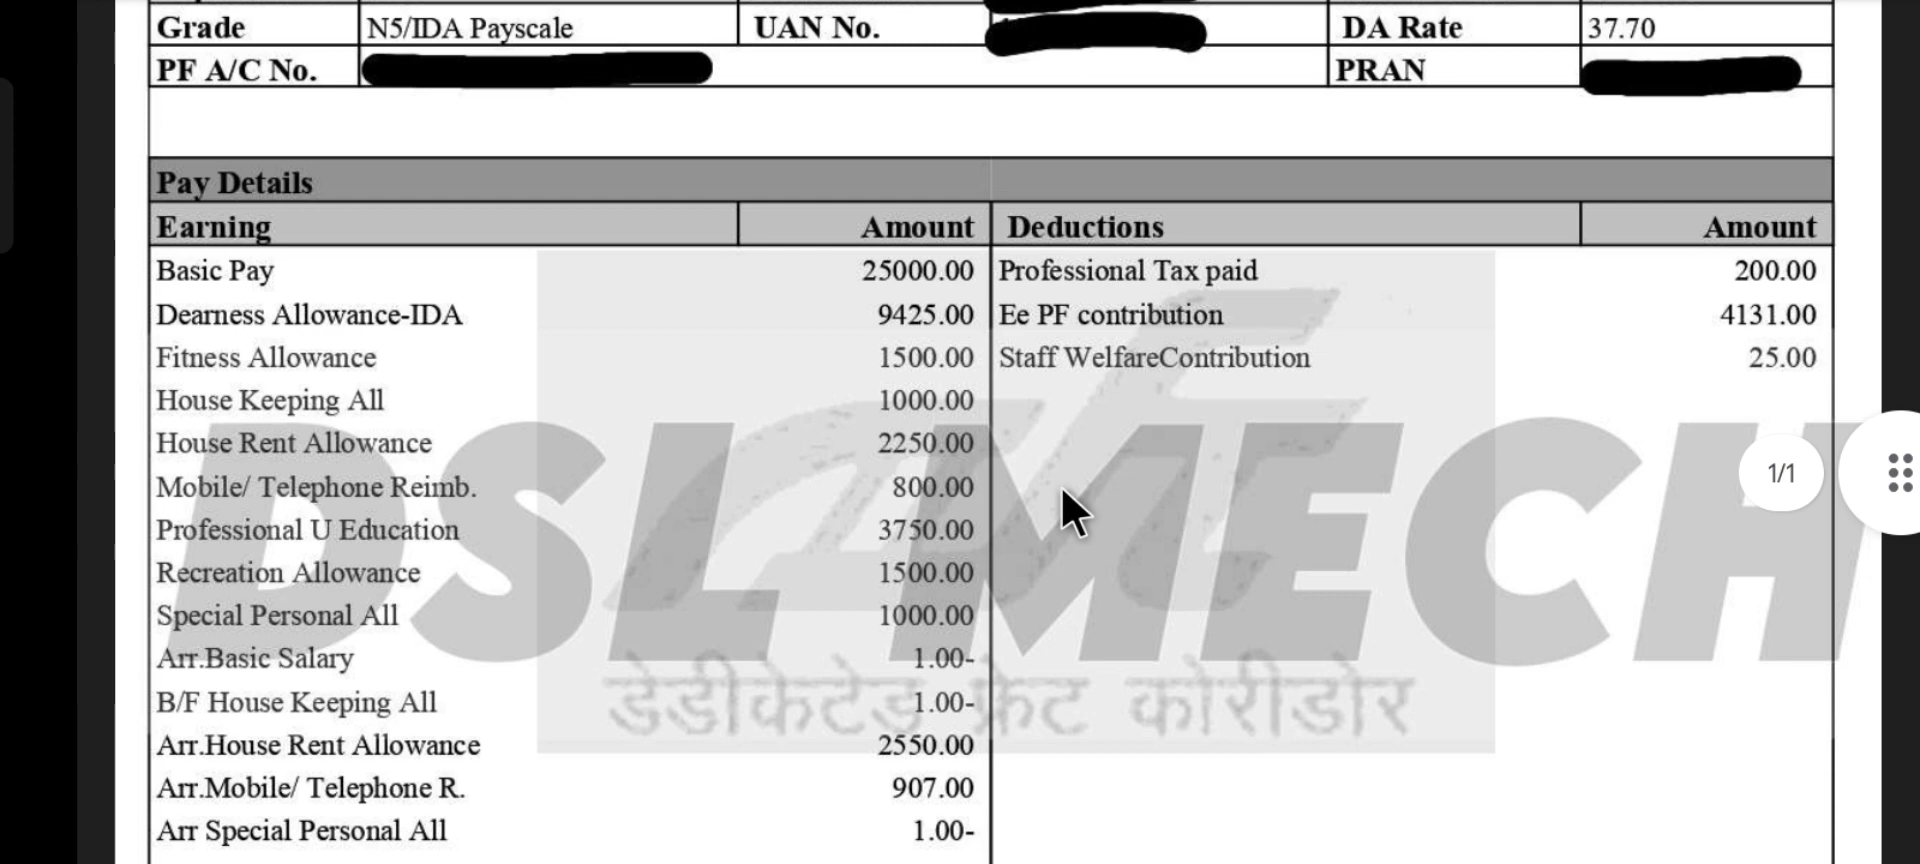 Grade N5/IDA Payscale UAN No. DA Rate 37.70
PF A/C No. PRAN
Pay Details
Earning Amount Deductions Amount
Basic Pay 25000.00 Professional Tax paid 200.00
Dearness Allowance-IDA 9425.00 Ee PF contribution 4131.00
Fitness Allowance 1500.00 Staff WelfareContribution 25.00
House Keeping All 1000.00
House Rent Allowance 2250.00
Mobile/ Telephone Reimb. 800.00
Professional U Education 3750.00
Recreation Allowance 1500.00
Special Personal All 1000.00
Arr.Basic Salary 1.00-
B/F House Keeping All 1.00-
Arr.House Rent Allowance 2550.00
Arr.Mobile/ Telephone R. 907.00
Arr Special Personal All 1.00-
DSL MECH
डेडीकेटेड फ्रेट कोरीडोर
1/1